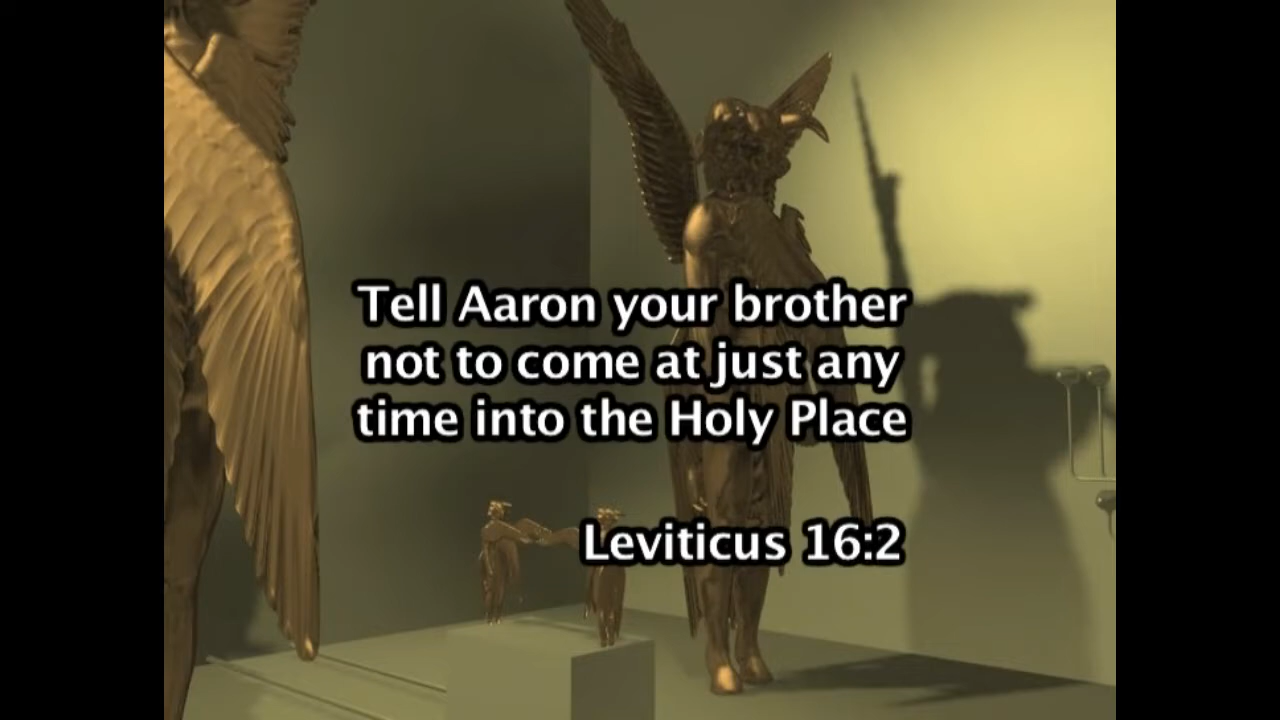 Tell Aaron your brother
not to come at just any
time into the Holy Place
Leviticus 16:2